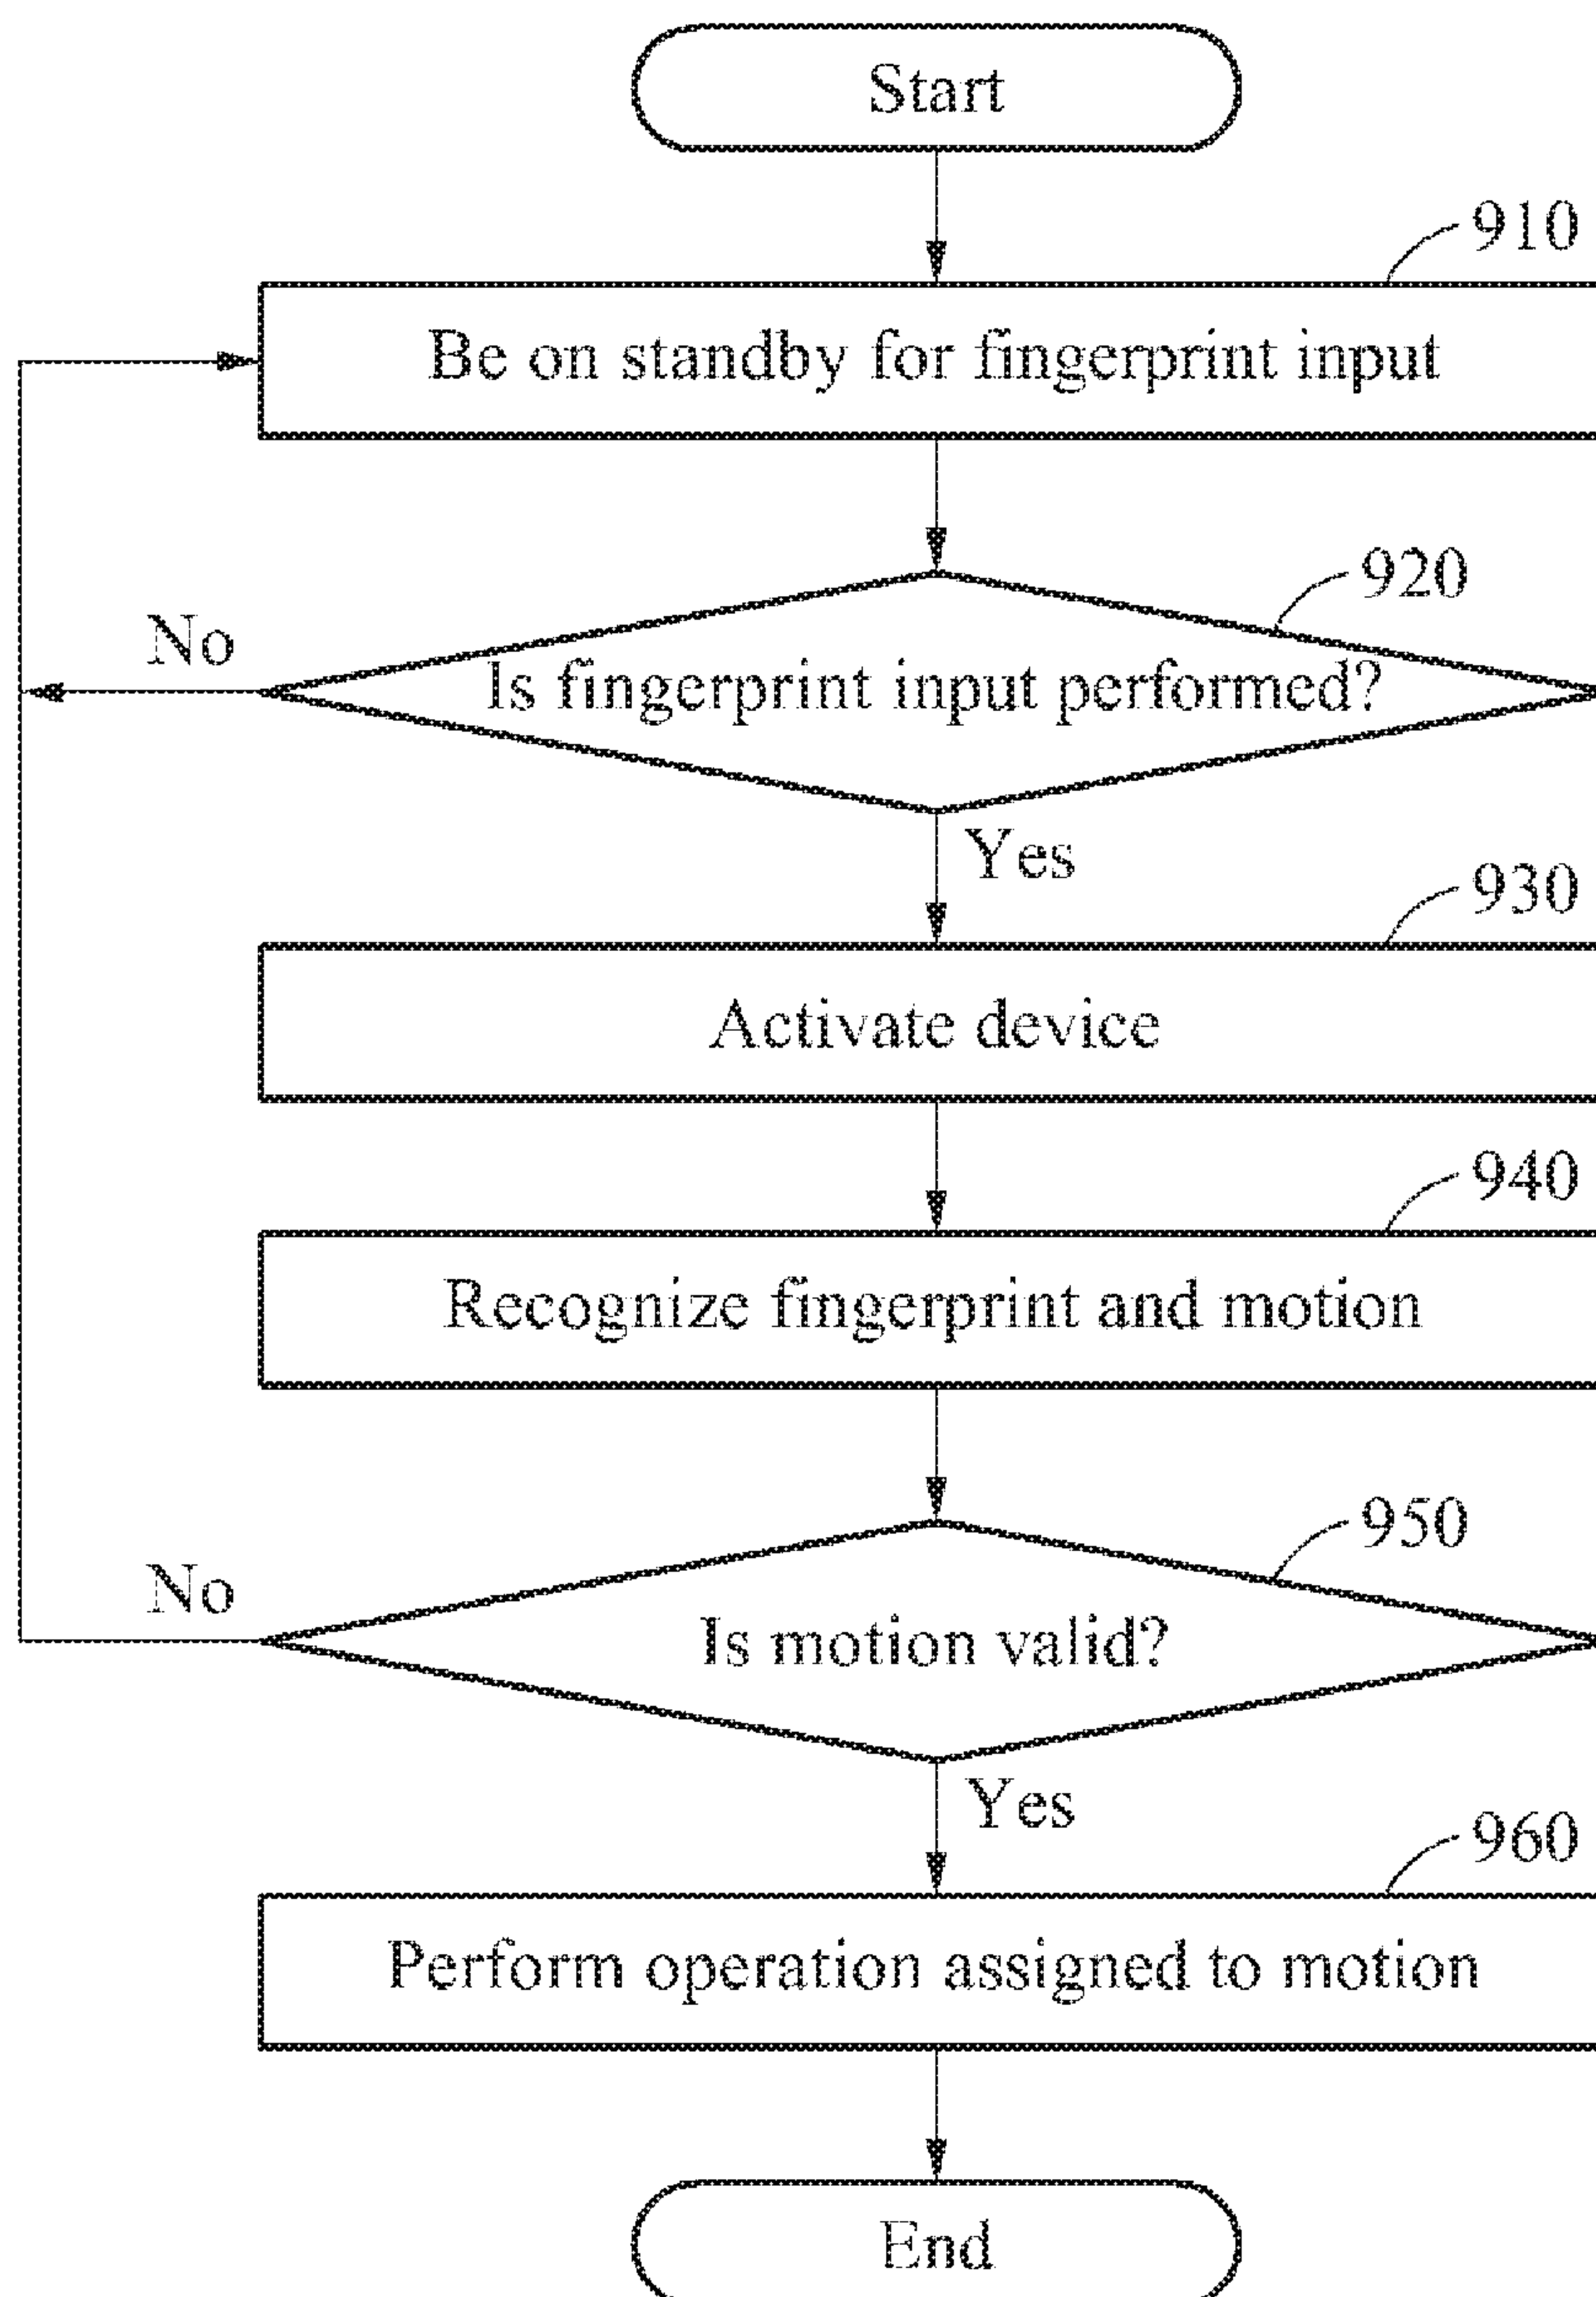 Start
910
Be on standby for fingerprint input
920
No
Is fingerprint input performed?
Yes
930
Activate device
940
Recognize fingerprint and motion
950
No
Is motion valid?
Yes
960
Perform operation assigned to motion
End